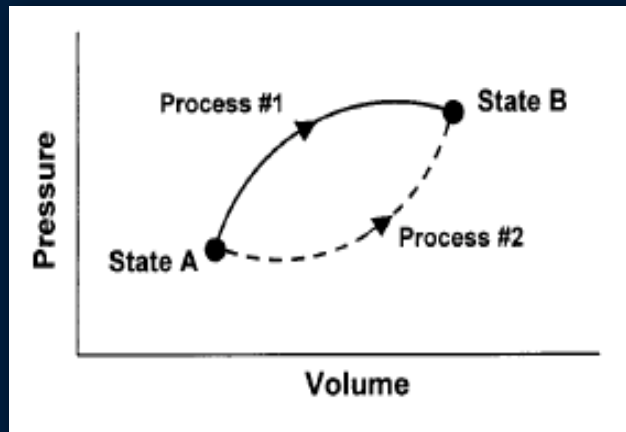 Process #1
State B
Pressure
State A
Process #2
Volume